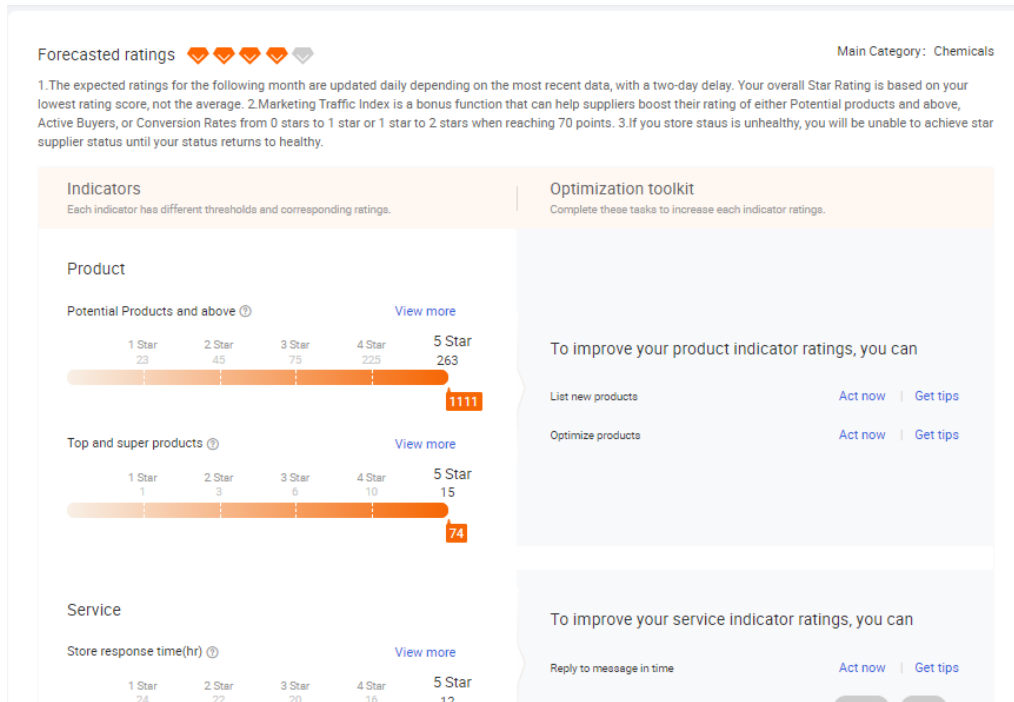 Forecasted ratings
Main Category: Chemicals
1.The expected ratings for the following month are updated daily depending on the most recent data, with a two-day delay. Your overall Star Rating is based on your
lowest rating score, not the average. 2.Marketing Traffic Index is a bonus function that can help suppliers boost their rating of either Potential products and above,
Active Buyers, or Conversion Rates from 0 stars to 1 star or 1 star to 2 stars when reaching 70 points. 3.If you store staus is unhealthy, you will be unable to achieve star
supplier status until your status returns to healthy.
Indicators
Each indicator has different thresholds and corresponding ratings.
Optimization toolkit
Complete these tasks to increase each indicator ratings.
Product
Potential Products and above
View more
1 Star 2 Star 3 Star 4 Star 5 Star
23 45 75 225 263
1111
Top and super products
View more
1 Star 2 Star 3 Star 4 Star 5 Star
1 3 6 10 15
74
To improve your product indicator ratings, you can
List new products Act now | Get tips
Optimize products Act now | Get tips
Service
Store response time(hr)
View more
1 Star 2 Star 3 Star 4 Star 5 Star
24 22 20 16 12
To improve your service indicator ratings, you can
Reply to message in time Act now | Get tips